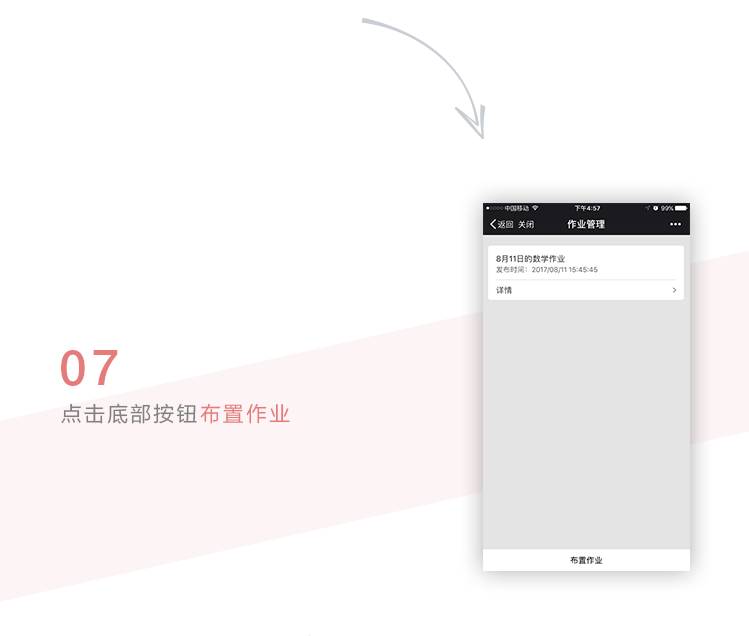 中国移动 下午4:57 99%
返回 关闭 作业管理
8月11日的数学作业
发布时间：2017/08/11 15:45:45
详情
07
点击底部按钮布置作业
布置作业